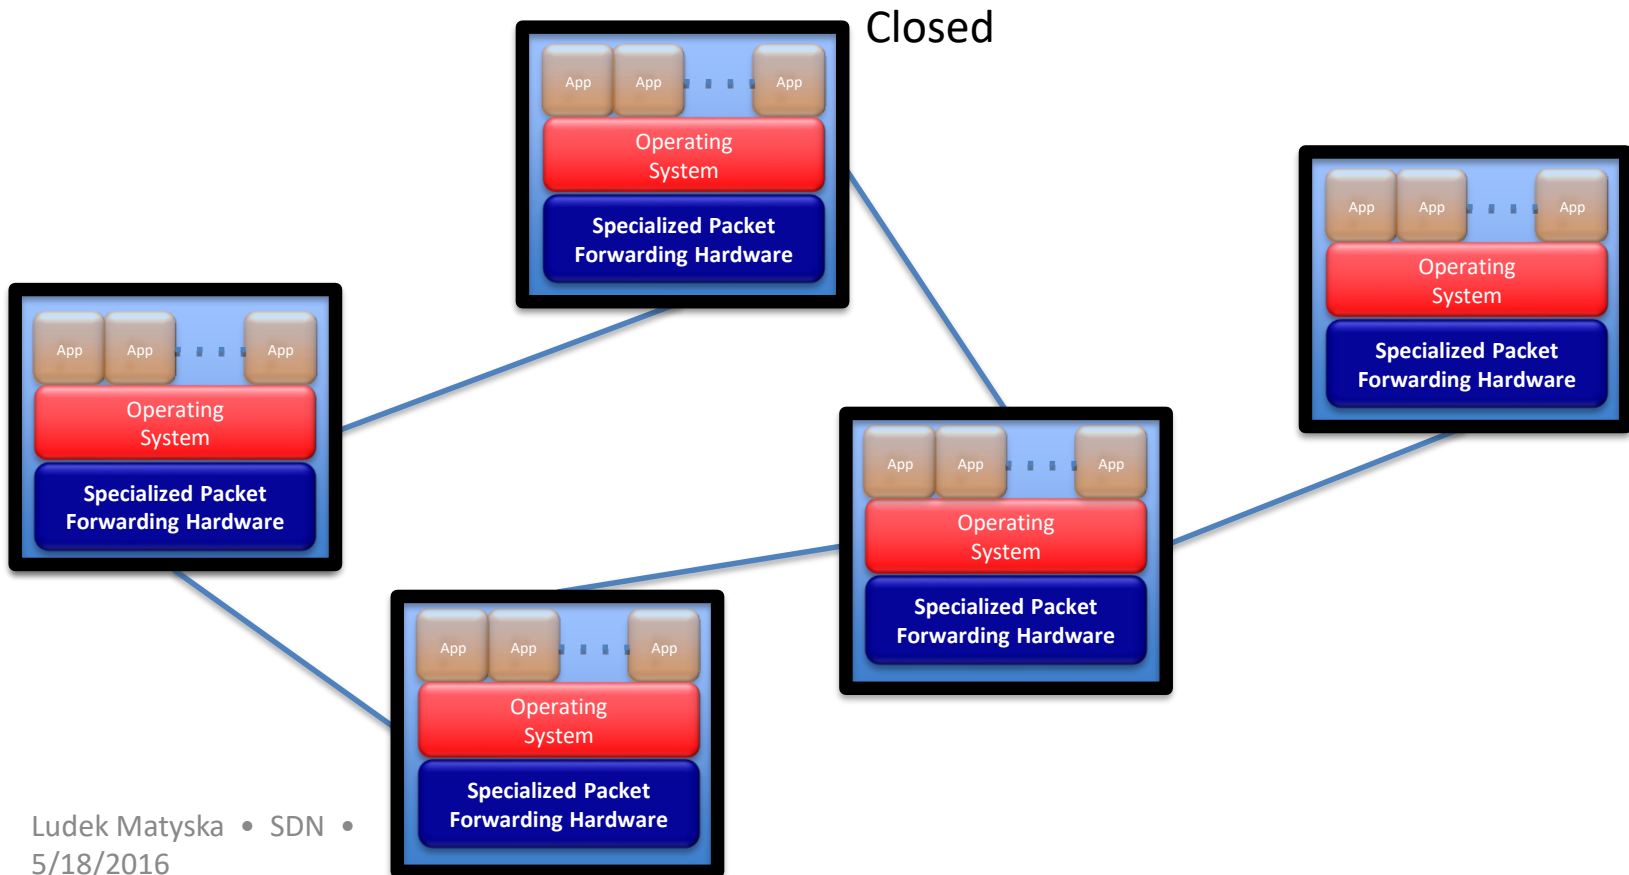 Closed
App App App
Operating
System
Specialized Packet
Forwarding Hardware
App App App
Operating
System
Specialized Packet
Forwarding Hardware
App App App
Operating
System
Specialized Packet
Forwarding Hardware
App App App
Operating
System
Specialized Packet
Forwarding Hardware
App App App
Operating
System
Specialized Packet
Forwarding Hardware
Ludek Matyska • SDN •
5/18/2016